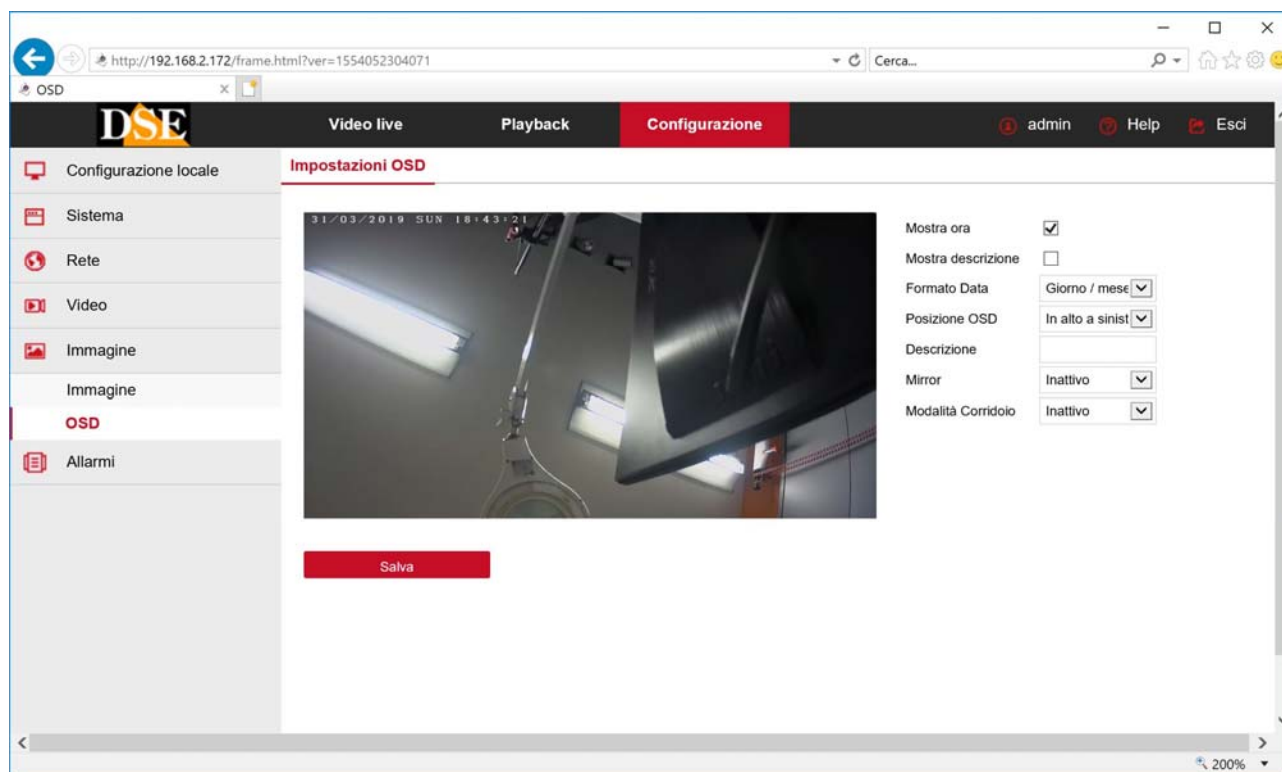 http://192.168.2.172/frame.html?ver=1554052304071
Cerca...
OSD
DSE
Video live
Playback
Configurazione
admin
Help
Esci
Configurazione locale
Sistema
Rete
Video
Immagine
Immagine
OSD
Allarmi
Impostazioni OSD
31/03/2019 SUN 18:43:21
Mostra ora
Mostra descrizione
Formato Data Giorno / mese
Posizione OSD In alto a sinist
Descrizione
Mirror Inattivo
Modalità Corridoio Inattivo
Salva
200%